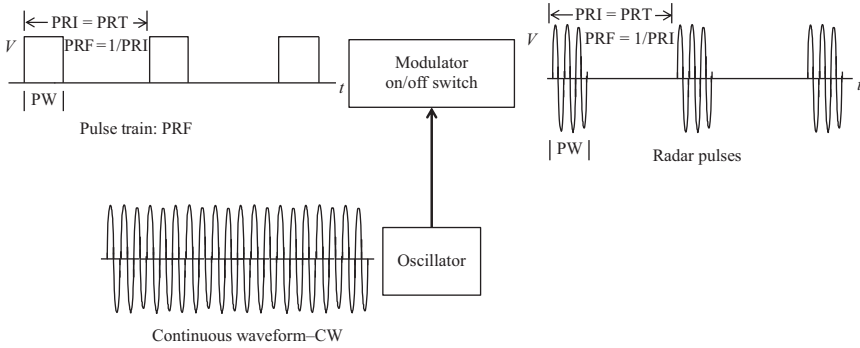 PRI = PRT
V
PRF = 1/PRI
t
PW
Pulse train: PRF
Modulator
on/off switch
PRI = PRT
V
PRF = 1/PRI
t
PW
Radar pulses
Oscillator
Continuous waveform–CW